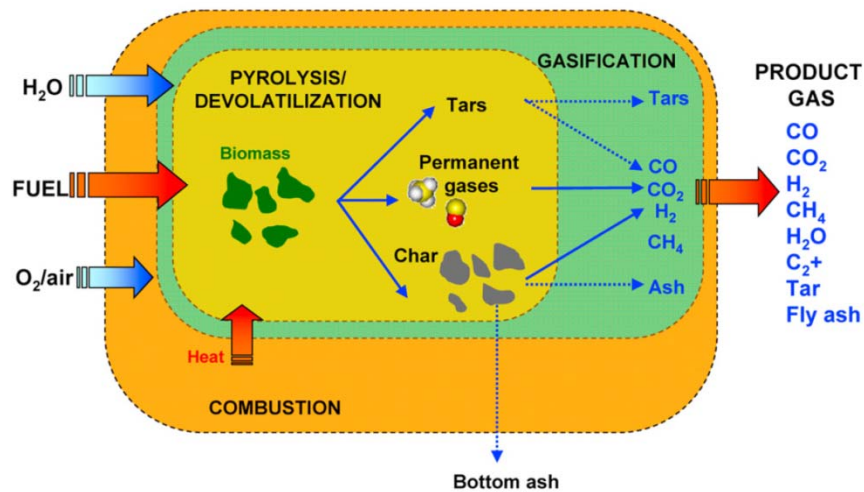 H₂O
FUEL
O₂/air
PYROLYSIS/
DEVOLATILIZATION
Biomass
Tars
Permanent
gases
Char
Heat
COMBUSTION
GASIFICATION
Tars
CO
CO₂
H₂
CH₄
Ash
Bottom ash
PRODUCT
GAS
CO
CO₂
H₂
CH₄
H₂O
C₂+
Tar
Fly ash